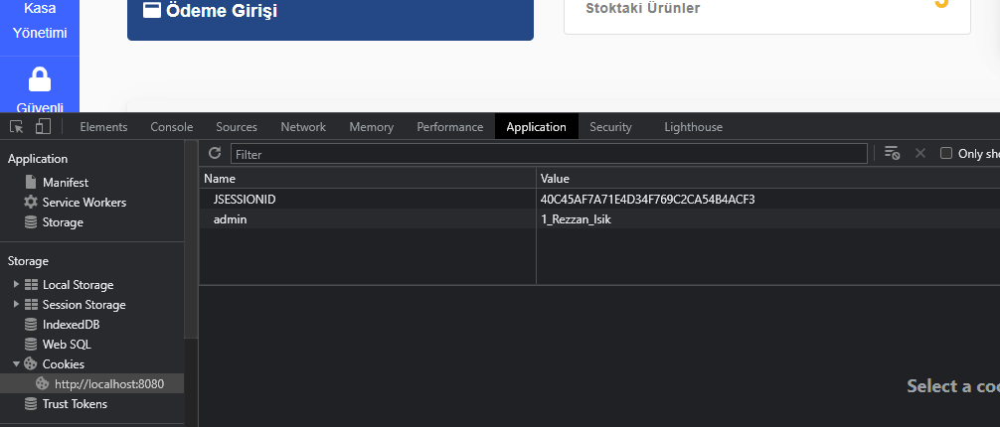 Kasa
Yönetimi
Güvenli
Ödeme Girişi
Stoktaki Ürünler
Elements Console Sources Network Memory Performance Application Security Lighthouse
Application
Manifest
Service Workers
Storage
Storage
Local Storage
Session Storage
IndexedDB
Web SQL
Cookies
http://localhost:8080
Trust Tokens
Filter
Only sh
Name Value
JSESSIONID 40C45AF7A71E4D34F769C2CA54B4ACF3
admin 1_Rezzan_Isik
Select a coo